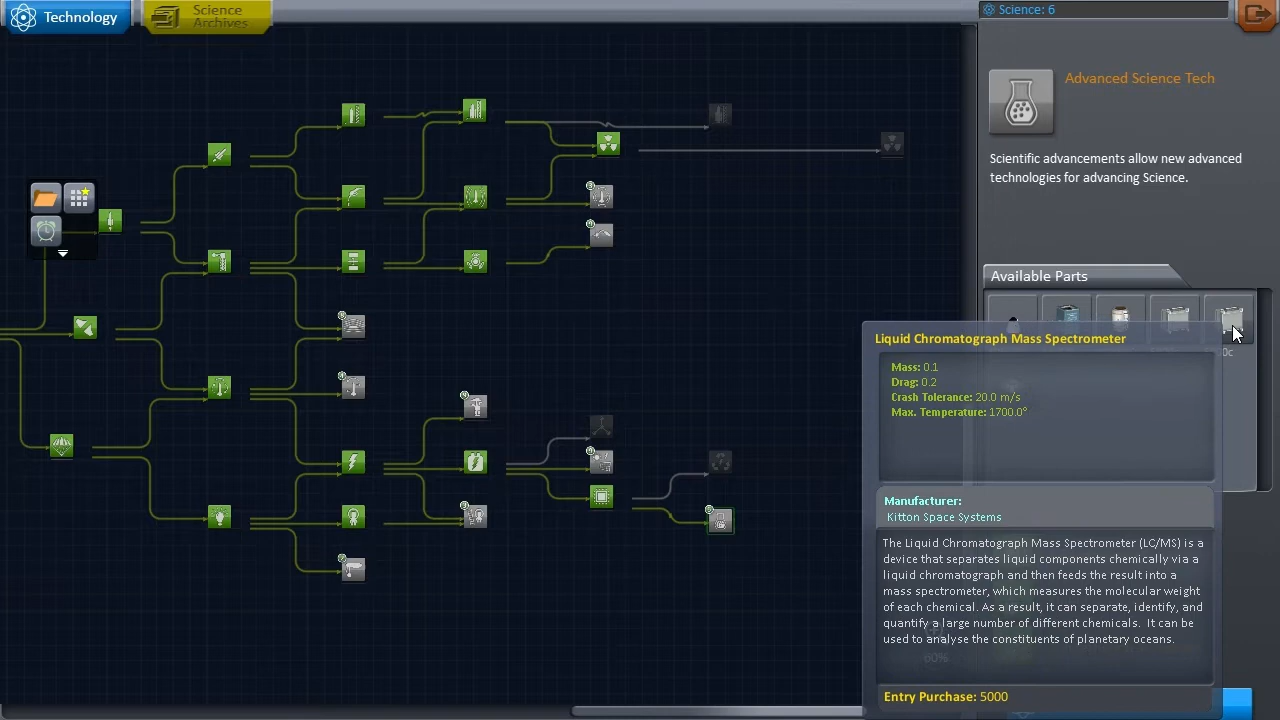 Technology
Science
Archives
Science: 6
Advanced Science Tech
Scientific advancements allow new advanced
technologies for advancing Science.
Available Parts
Liquid Chromatograph Mass Spectrometer
Mass: 0.1
Drag: 0.2
Crash Tolerance: 20.0 m/s
Max. Temperature: 1700.0°
Manufacturer:
Kitton Space Systems
The Liquid Chromatograph Mass Spectrometer (LC/MS) is a
device that separates liquid components chemically via a
liquid chromatograph and then feeds the result into a
mass spectrometer, which measures the molecular weight
of each chemical. As a result, it can separate, identify, and
quantify a large number of different chemicals. It can be
used to analyse the constituents of planetary oceans.
60%
Entry Purchase: 5000